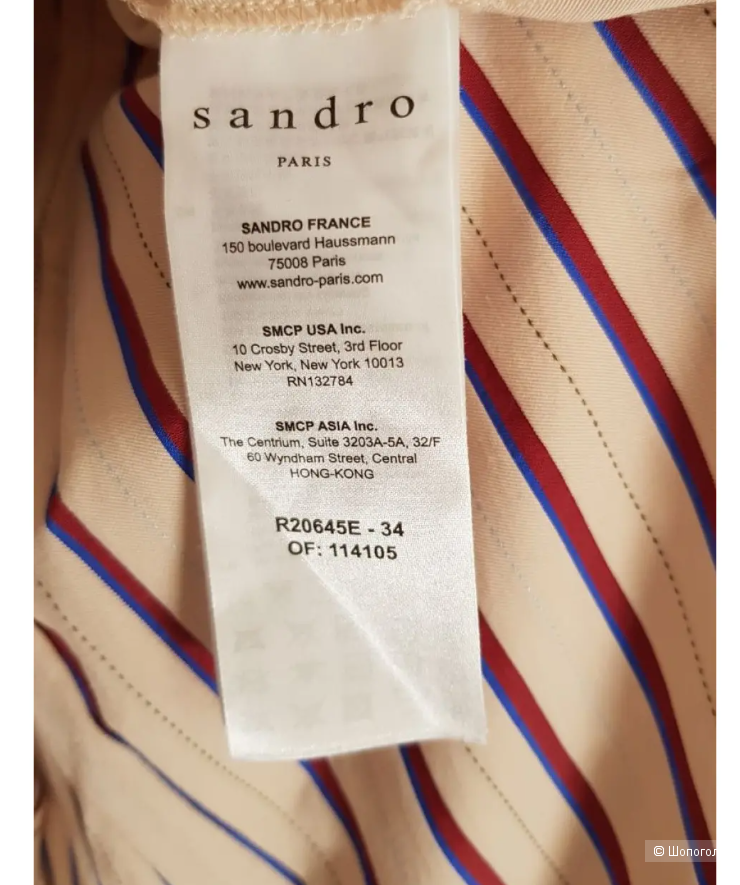 sandro
PARIS
SANDRO FRANCE
150 boulevard Haussmann
75008 Paris
www.sandro-paris.com
SMCP USA Inc.
10 Crosby Street, 3rd Floor
New York, New York 10013
RN132784
SMCP ASIA Inc.
The Centrium, Suite 3203A-5A, 32/F
60 Wyndham Street, Central
HONG-KONG
R20645E - 34
OF: 114105
© Шопогол